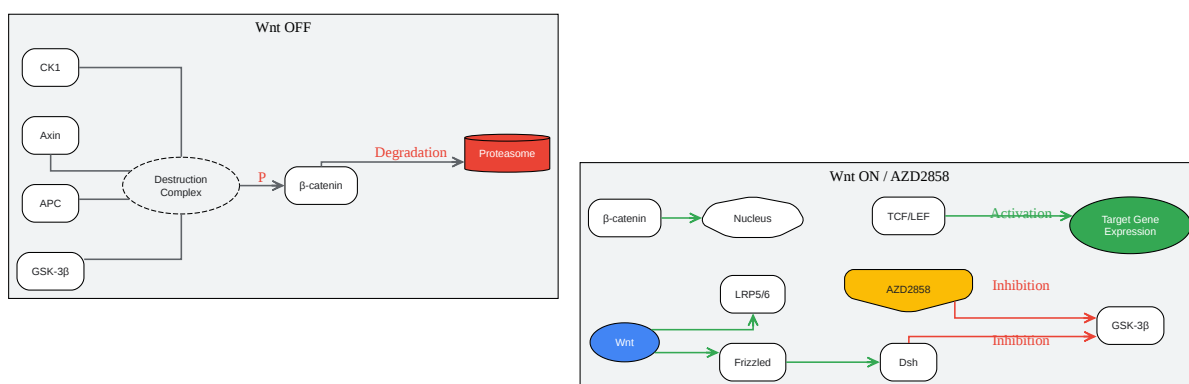 Wnt OFF
CK1
Axin
APC
GSK-3β
Destruction
Complex
P
β-catenin
Degradation
Proteasome
Wnt ON / AZD2858
β-catenin
Nucleus
TCF/LEF
Activation
Target Gene
Expression
LRP5/6
AZD2858
Inhibition
GSK-3β
Wnt
Frizzled
Dsh
Inhibition